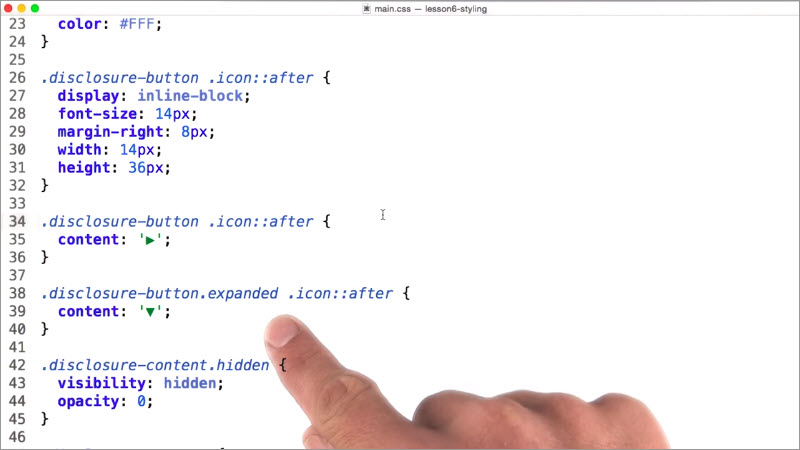 main.css — lesson6-styling
23 color: #FFF;
24 }
25
26 .disclosure-button .icon::after {
27 display: inline-block;
28 font-size: 14px;
29 margin-right: 8px;
30 width: 14px;
31 height: 36px;
32 }
33
34 .disclosure-button .icon::after {
35 content: '▶';
36 }
37
38 .disclosure-button.expanded .icon::after {
39 content: '▼';
40 }
41
42 .disclosure-content.hidden {
43 visibility: hidden;
44 opacity: 0;
45 }
46